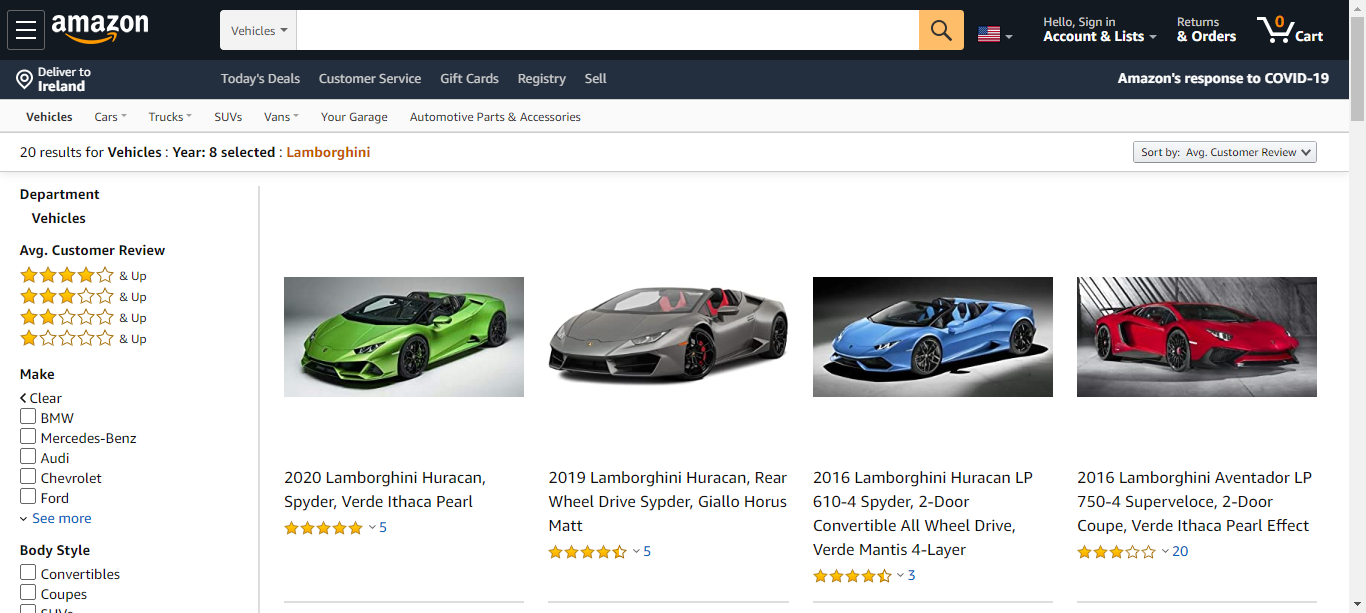 amazon
Vehicles
Hello, Sign in
Account & Lists
Returns
& Orders
0
Cart
Deliver to
Ireland
Today's Deals
Customer Service
Gift Cards
Registry
Sell
Amazon's response to COVID-19
Vehicles
Cars
Trucks
SUVs
Vans
Your Garage
Automotive Parts & Accessories
20 results for Vehicles : Year: 8 selected : Lamborghini
Sort by: Avg. Customer Review
Department
Vehicles
Avg. Customer Review
& Up
& Up
& Up
& Up
Make
Clear
BMW
Mercedes-Benz
Audi
Chevrolet
Ford
See more
Body Style
Convertibles
Coupes
SUVs
2020 Lamborghini Huracan,
Spyder, Verde Ithaca Pearl
5
2019 Lamborghini Huracan, Rear
Wheel Drive Sypder, Giallo Horus
Matt
5
2016 Lamborghini Huracan LP
610-4 Spyder, 2-Door
Convertible All Wheel Drive,
Verde Mantis 4-Layer
3
2016 Lamborghini Aventador LP
750-4 Superveloce, 2-Door
Coupe, Verde Ithaca Pearl Effect
20